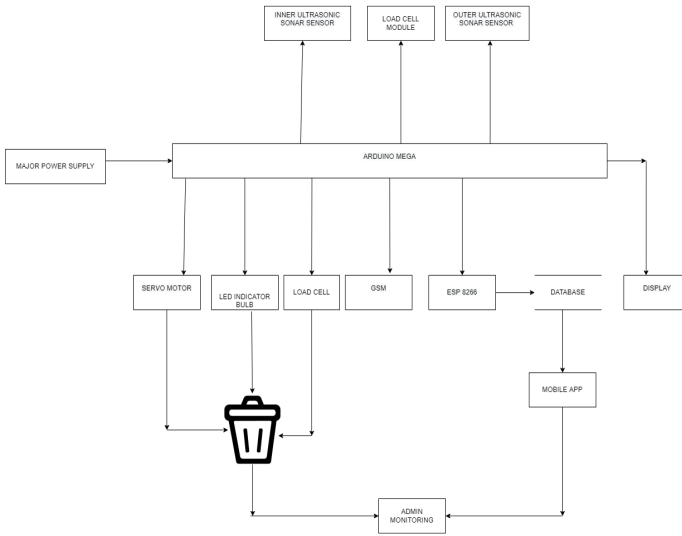 INNER ULTRASONIC
SONAR SENSOR
LOAD CELL
MODULE
OUTER ULTRASONIC
SONAR SENSOR
ARDUINO MEGA
MAJOR POWER SUPPLY
SERVO MOTOR
LED INDICATOR
BULB
LOAD CELL
GSM
ESP 8266
DATABASE
DISPLAY
MOBILE APP
ADMIN
MONITORING